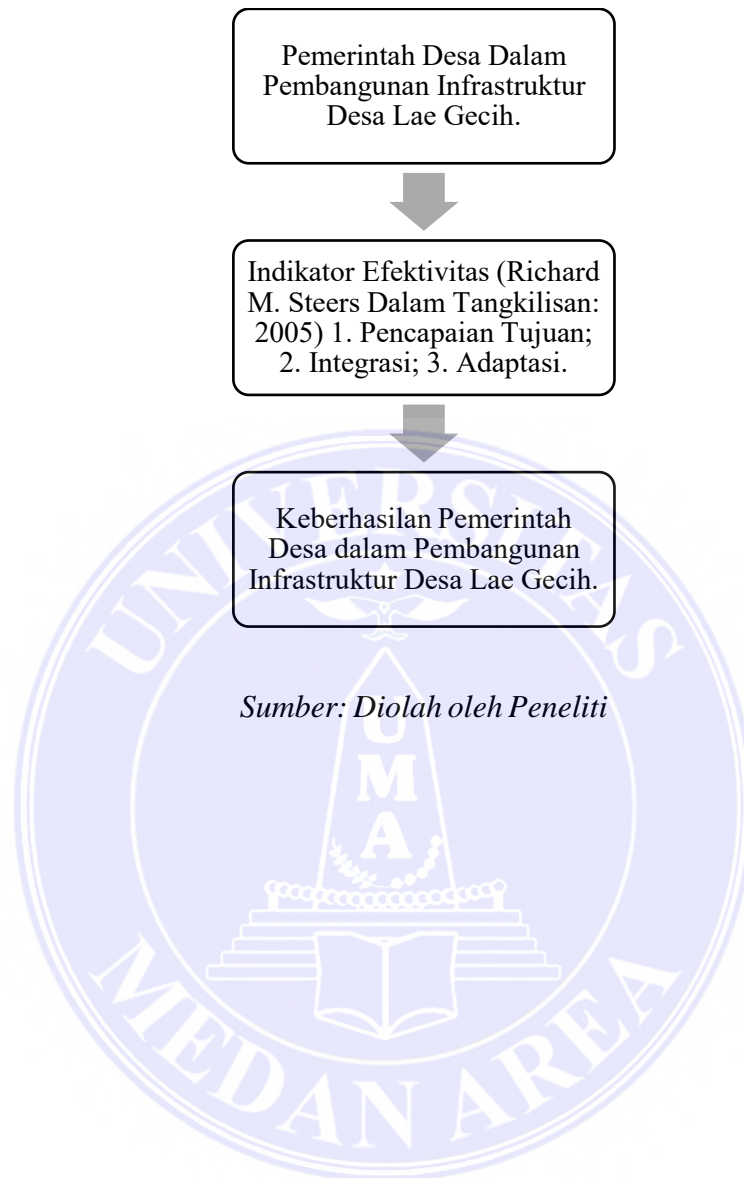 Pemerintah Desa Dalam
Pembangunan Infrastruktur
Desa Lae Gecih.
Indikator Efektivitas (Richard
M. Steers Dalam Tangkilisan:
2005) 1. Pencapaian Tujuan;
2. Integrasi; 3. Adaptasi.
Keberhasilan Pemerintah
Desa dalam Pembangunan
Infrastruktur Desa Lae Gecih.
Sumber: Diolah oleh Peneliti
UNIVERSITAS
U
M
A
MEDAN AREA